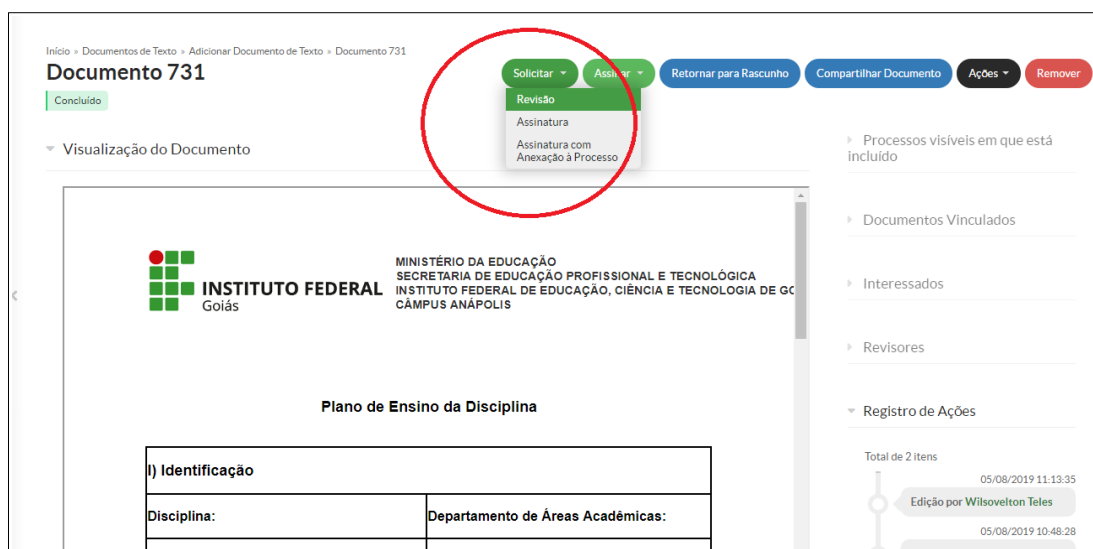 Início » Documentos de Texto » Adicionar Documento de Texto » Documento 731
Documento 731
Solicitar
Assinar
Retornar para Rascunho
Compartilhar Documento
Ações
Remover
Concluído
Revisão
Assinatura
Assinatura com
Anexação à Processo
Visualização do Documento
Processos visíveis em que está
incluído
Documentos Vinculados
Interessados
Revisores
Registro de Ações
Total de 2 itens
05/08/2019 11:13:35
Edição por Wilsovelton Teles
05/08/2019 10:48:28
INSTITUTO FEDERAL
Goiás
MINISTÉRIO DA EDUCAÇÃO
SECRETARIA DE EDUCAÇÃO PROFISSIONAL E TECNOLÓGICA
INSTITUTO FEDERAL DE EDUCAÇÃO, CIÊNCIA E TECNOLOGIA DE GO
CÂMPUS ANÁPOLIS
Plano de Ensino da Disciplina
I) Identificação
Disciplina:
Departamento de Áreas Acadêmicas: